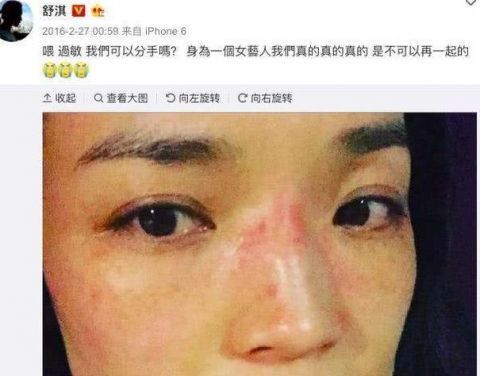 舒淇
2016-2-27 00:59 来自 iPhone 6
喂 過敏 我們可以分手嗎？ 身為一個女藝人我們真的真的真的 是不可以再一起的
收起 查看大图 向左旋转 向右旋转